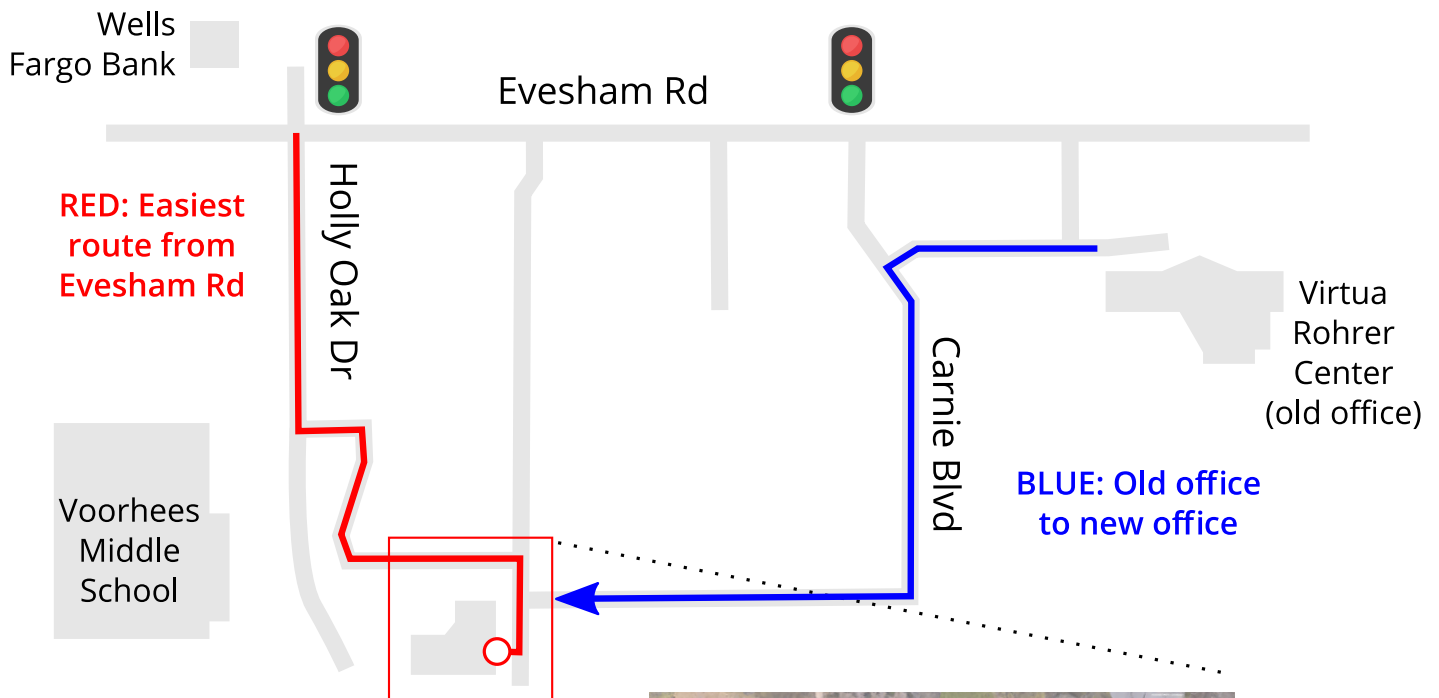 Wells
Fargo Bank
Evesham Rd
RED: Easiest
route from
Evesham Rd
Holly Oak Dr
Virtua
Rohrer
Center
(old office)
Carnie Blvd
BLUE: Old office
to new office
Voorhees
Middle
School